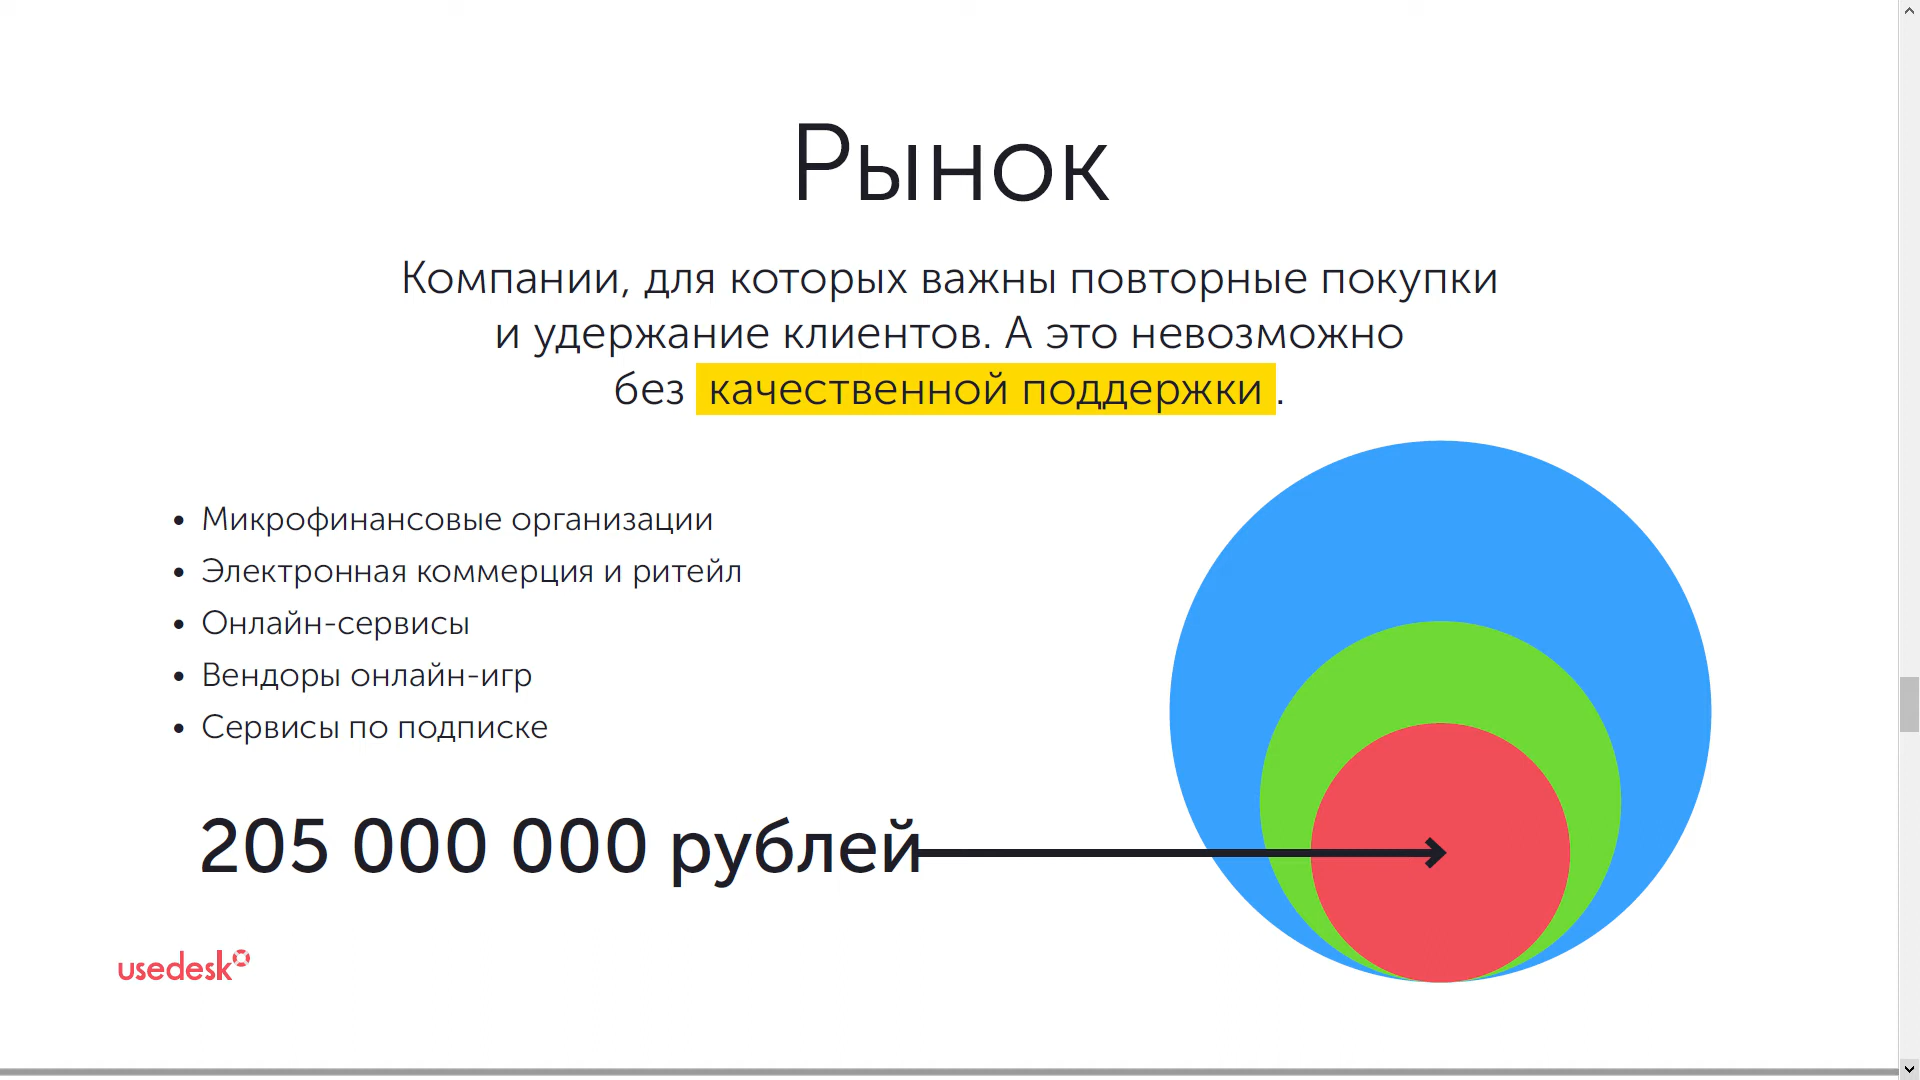 Рынок
Компании, для которых важны повторные покупки
и удержание клиентов. А это невозможно
без качественной поддержки.
• Микрофинансовые организации
• Электронная коммерция и ритейл
• Онлайн-сервисы
• Вендоры онлайн-игр
• Сервисы по подписке
205 000 000 рублей
usedesk